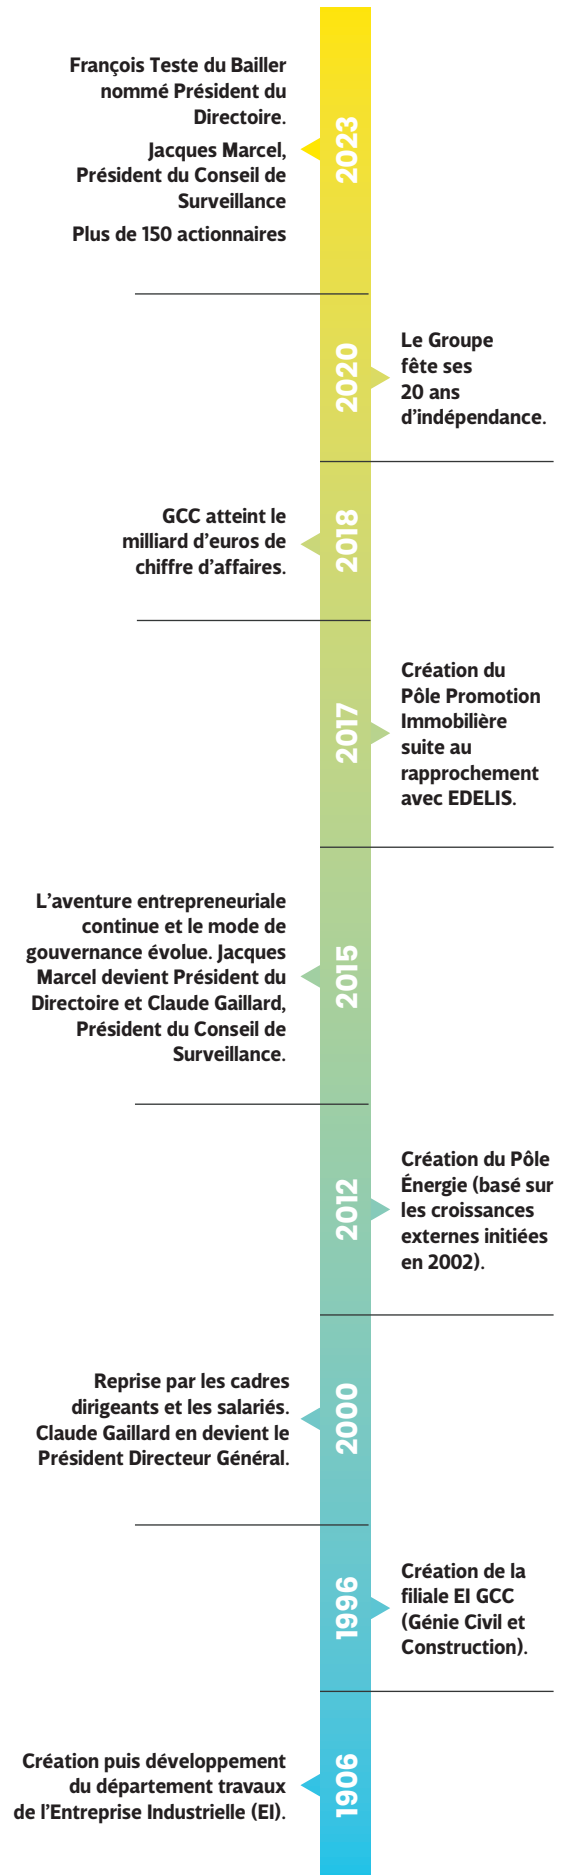 François Teste du Bailler
nommé Président du
Directoire.
Jacques Marcel,
Président du Conseil de
Surveillance
Plus de 150 actionnaires
2023
2020
Le Groupe
fête ses
20 ans
d’indépendance.
GCC atteint le
milliard d’euros de
chiffre d’affaires.
2018
2017
Création du
Pôle Promotion
Immobilière
suite au
rapprochement
avec EDELIS.
L’aventure entrepreneuriale
continue et le mode de
gouvernance évolue. Jacques
Marcel devient Président du
Directoire et Claude Gaillard,
Président du Conseil de
Surveillance.
2015
2012
Création du Pôle
Énergie (basé sur
les croissances
externes initiées
en 2002).
Reprise par les cadres
dirigeants et les salariés.
Claude Gaillard en devient le
Président Directeur Général.
2000
1996
Création de la
filiale EI GCC
(Génie Civil et
Construction).
Création puis développement
du département travaux
de l’Entreprise Industrielle (EI).
1906